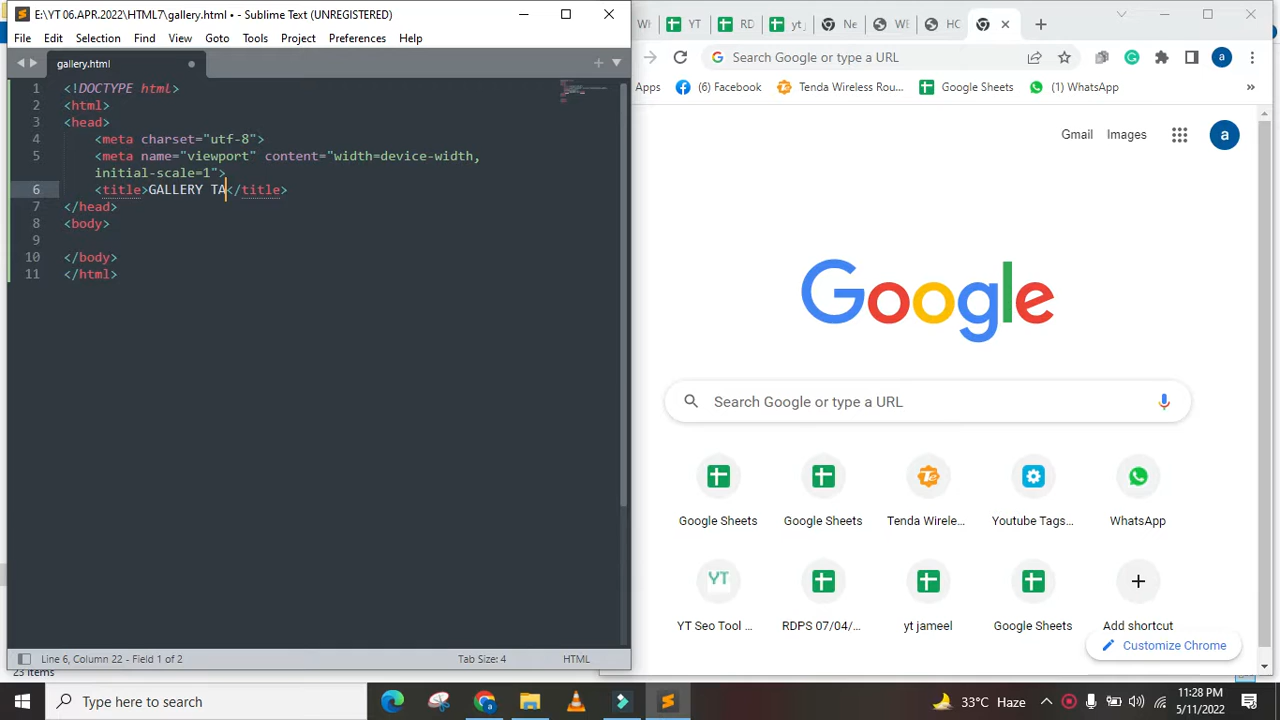 E:\YT 06.APR.2022\HTML7\gallery.html • - Sublime Text (UNREGISTERED)
File Edit Selection Find View Goto Tools Project Preferences Help
gallery.html
1 <!DOCTYPE html>
2 <html>
3 <head>
4 <meta charset="utf-8">
5 <meta name="viewport" content="width=device-width,
initial-scale=1">
6 <title>GALLERY TA</title>
7 </head>
8 <body>
9
10 </body>
11 </html>
Line 6, Column 22 - Field 1 of 2 Tab Size: 4 HTML
23 items
YT RD yt j Ne WE HC
Search Google or type a URL a
Apps (6) Facebook Tenda Wireless Rou... Google Sheets (1) WhatsApp »
Gmail Images a
Google
Search Google or type a URL
Google Sheets Google Sheets Tenda Wirele... Youtube Tags... WhatsApp
YT
YT Seo Tool ... RDPS 07/04/... yt jameel Google Sheets Add shortcut
Customize Chrome
Type here to search
33°C Haze
11:28 PM
5/11/2022